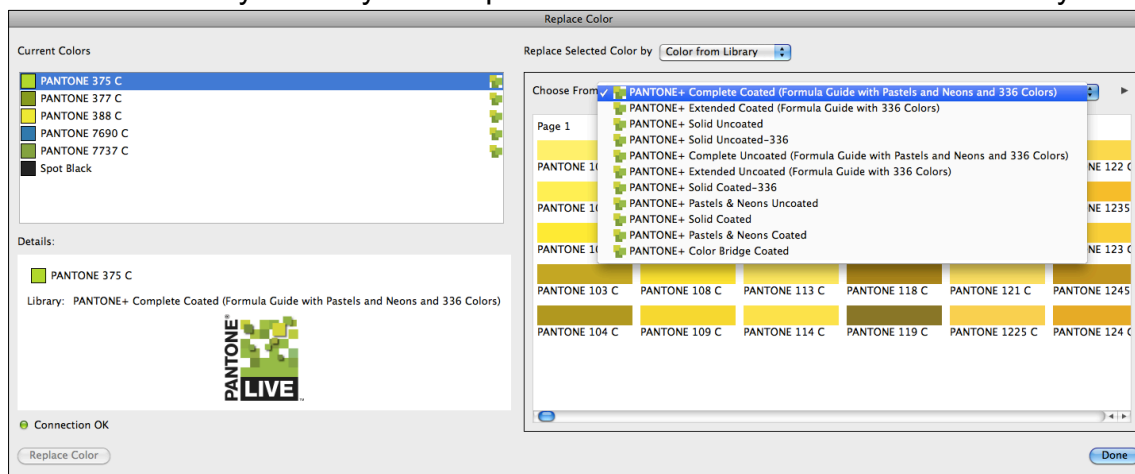 Replace Color
Current Colors
PANTONE 375 C
PANTONE 377 C
PANTONE 388 C
PANTONE 7690 C
PANTONE 7737 C
Spot Black
Details:
PANTONE 375 C
Library: PANTONE+ Complete Coated (Formula Guide with Pastels and Neons and 336 Colors)
PANTONE®
LIVE
Connection OK
Replace Color
Replace Selected Color by Color from Library
Choose From
PANTONE+ Complete Coated (Formula Guide with Pastels and Neons and 336 Colors)
PANTONE+ Extended Coated (Formula Guide with 336 Colors)
PANTONE+ Solid Uncoated
PANTONE+ Solid Uncoated-336
PANTONE+ Complete Uncoated (Formula Guide with Pastels and Neons and 336 Colors)
PANTONE+ Extended Uncoated (Formula Guide with 336 Colors)
PANTONE+ Solid Coated-336
PANTONE+ Pastels & Neons Uncoated
PANTONE+ Solid Coated
PANTONE+ Pastels & Neons Coated
PANTONE+ Color Bridge Coated
Page 1
PANTONE 10 NE 122 C
PANTONE 10 NE 1235
PANTONE 10 NE 123 C
PANTONE 103 C PANTONE 108 C PANTONE 113 C PANTONE 118 C PANTONE 121 C PANTONE 1245
PANTONE 104 C PANTONE 109 C PANTONE 114 C PANTONE 119 C PANTONE 1225 C PANTONE 124 C
Done